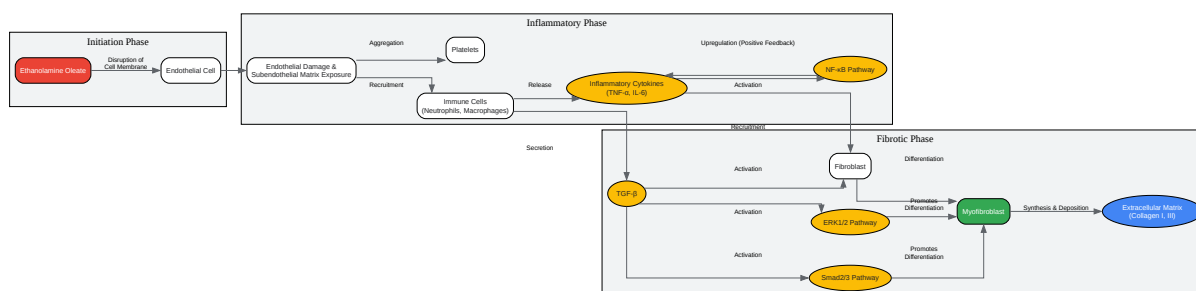 Initiation Phase
Ethanolamine Oleate
Disruption of
Cell Membrane
Endothelial Cell
Inflammatory Phase
Endothelial Damage &
Subendothelial Matrix Exposure
Aggregation
Platelets
Recruitment
Immune Cells
(Neutrophils, Macrophages)
Release
Inflammatory Cytokines
(TNF-α, IL-6)
Upregulation (Positive Feedback)
Activation
NF-κB Pathway
Recruitment
Secretion
Fibrotic Phase
TGF-β
Activation
Fibroblast
Differentiation
Activation
ERK1/2 Pathway
Promotes
Differentiation
Myofibroblast
Synthesis & Deposition
Extracellular Matrix
(Collagen I, III)
Activation
Smad2/3 Pathway
Promotes
Differentiation